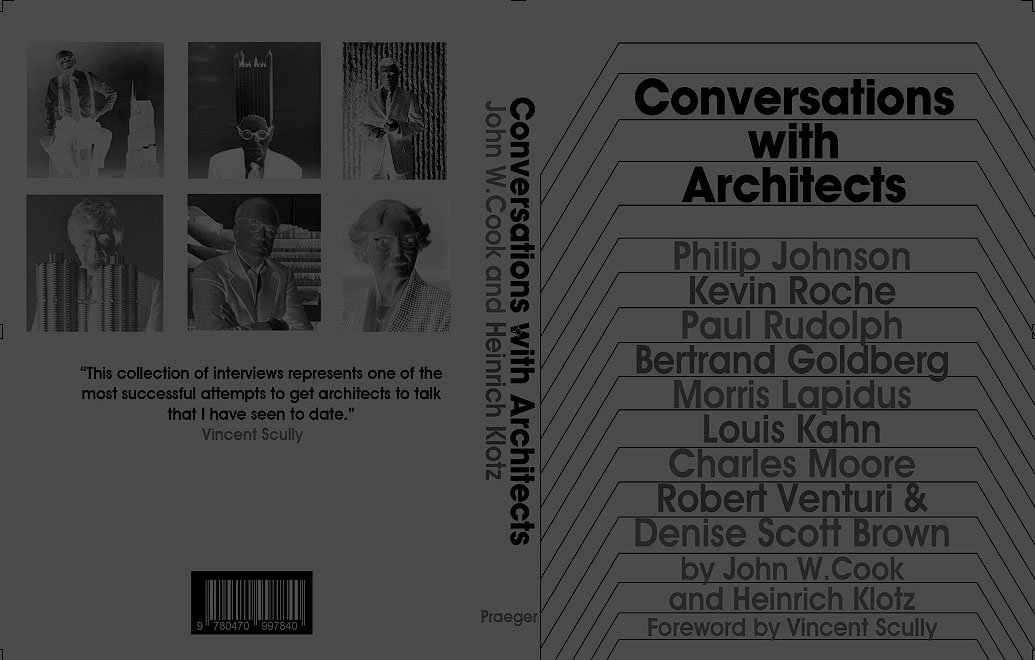 “This collection of interviews represents one of the
most successful attempts to get architects to talk
that I have seen to date.”
Vincent Scully
9 780470 997840
Conversations with Architects
John W.Cook and Heinrich Klotz
Praeger
Conversations
with
Architects
Philip Johnson
Kevin Roche
Paul Rudolph
Bertrand Goldberg
Morris Lapidus
Louis Kahn
Charles Moore
Robert Venturi &
Denise Scott Brown
by John W.Cook
and Heinrich Klotz
Foreword by Vincent Scully